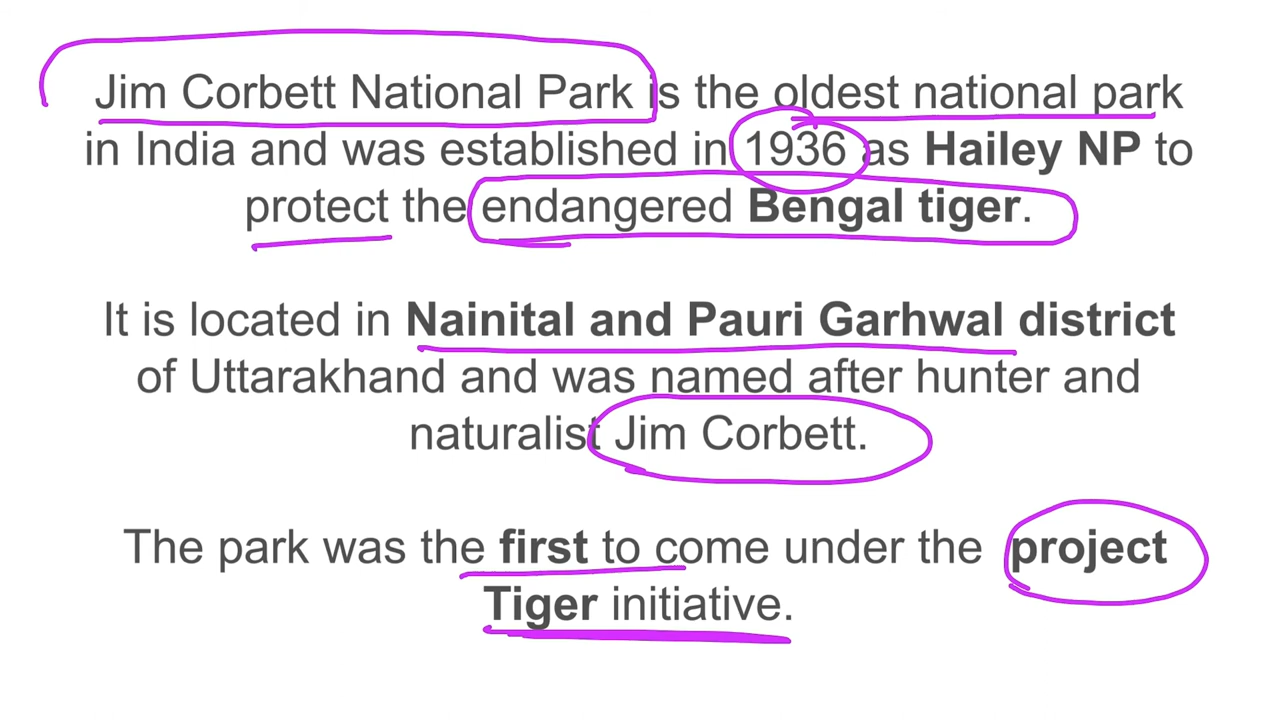 Jim Corbett National Park is the oldest national park
in India and was established in 1936 as Hailey NP to
protect the endangered Bengal tiger.
It is located in Nainital and Pauri Garhwal district
of Uttarakhand and was named after hunter and
naturalist Jim Corbett.
The park was the first to come under the project
Tiger initiative.